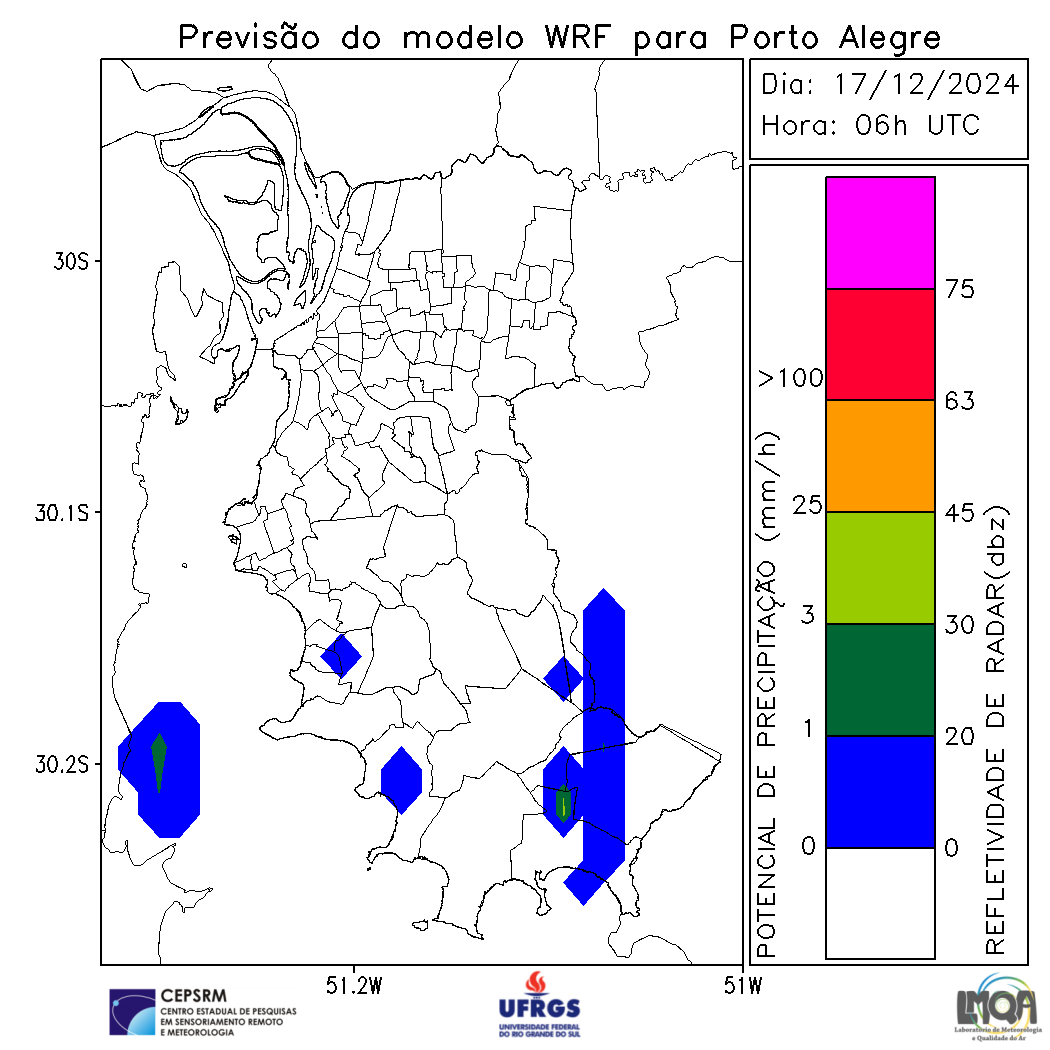 Previsão do modelo WRF para Porto Alegre
Dia: 17/12/2024
Hora: 06h UTC
30S
30.1S
30.2S
51.2W
51W
POTENCIAL DE PRECIPITAÇÃO (mm/h)
>100
25
3
1
0
75
63
45
30
20
0
REFLETIVIDADE DE RADAR(dbz)
CEPSRM
CENTRO ESTADUAL DE PESQUISAS
EM SENSORIAMENTO REMOTO
E METEOROLOGIA
UFRGS
UNIVERSIDADE FEDERAL
DO RIO GRANDE DO SUL
LMQA
Laboratório de Meteorologia
e Qualidade do Ar